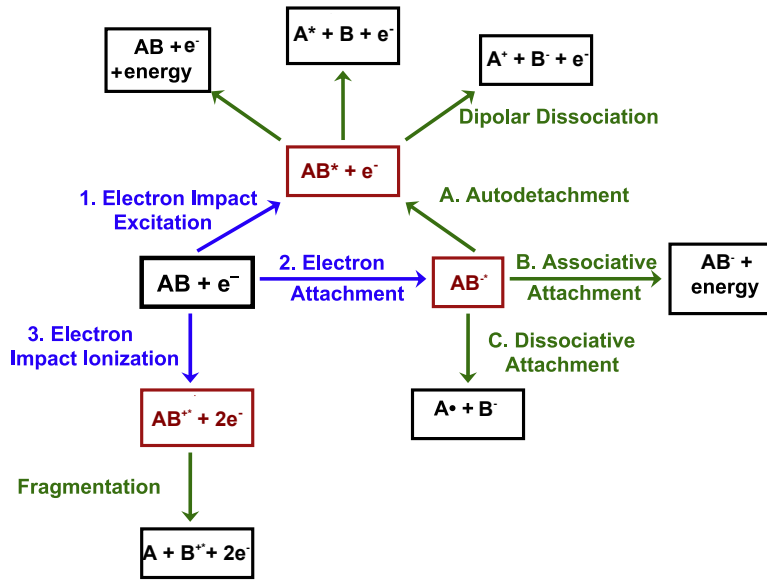 AB + e⁻
+energy
A* + B + e⁻
A⁺ + B⁻ + e⁻
Dipolar Dissociation
AB* + e⁻
1. Electron Impact
Excitation
A. Autodetachment
AB + e⁻
2. Electron
Attachment
AB⁻*
B. Associative
Attachment
AB⁻ +
energy
3. Electron
Impact Ionization
C. Dissociative
Attachment
AB⁺* + 2e⁻
A• + B⁻
Fragmentation
A + B⁺* + 2e⁻